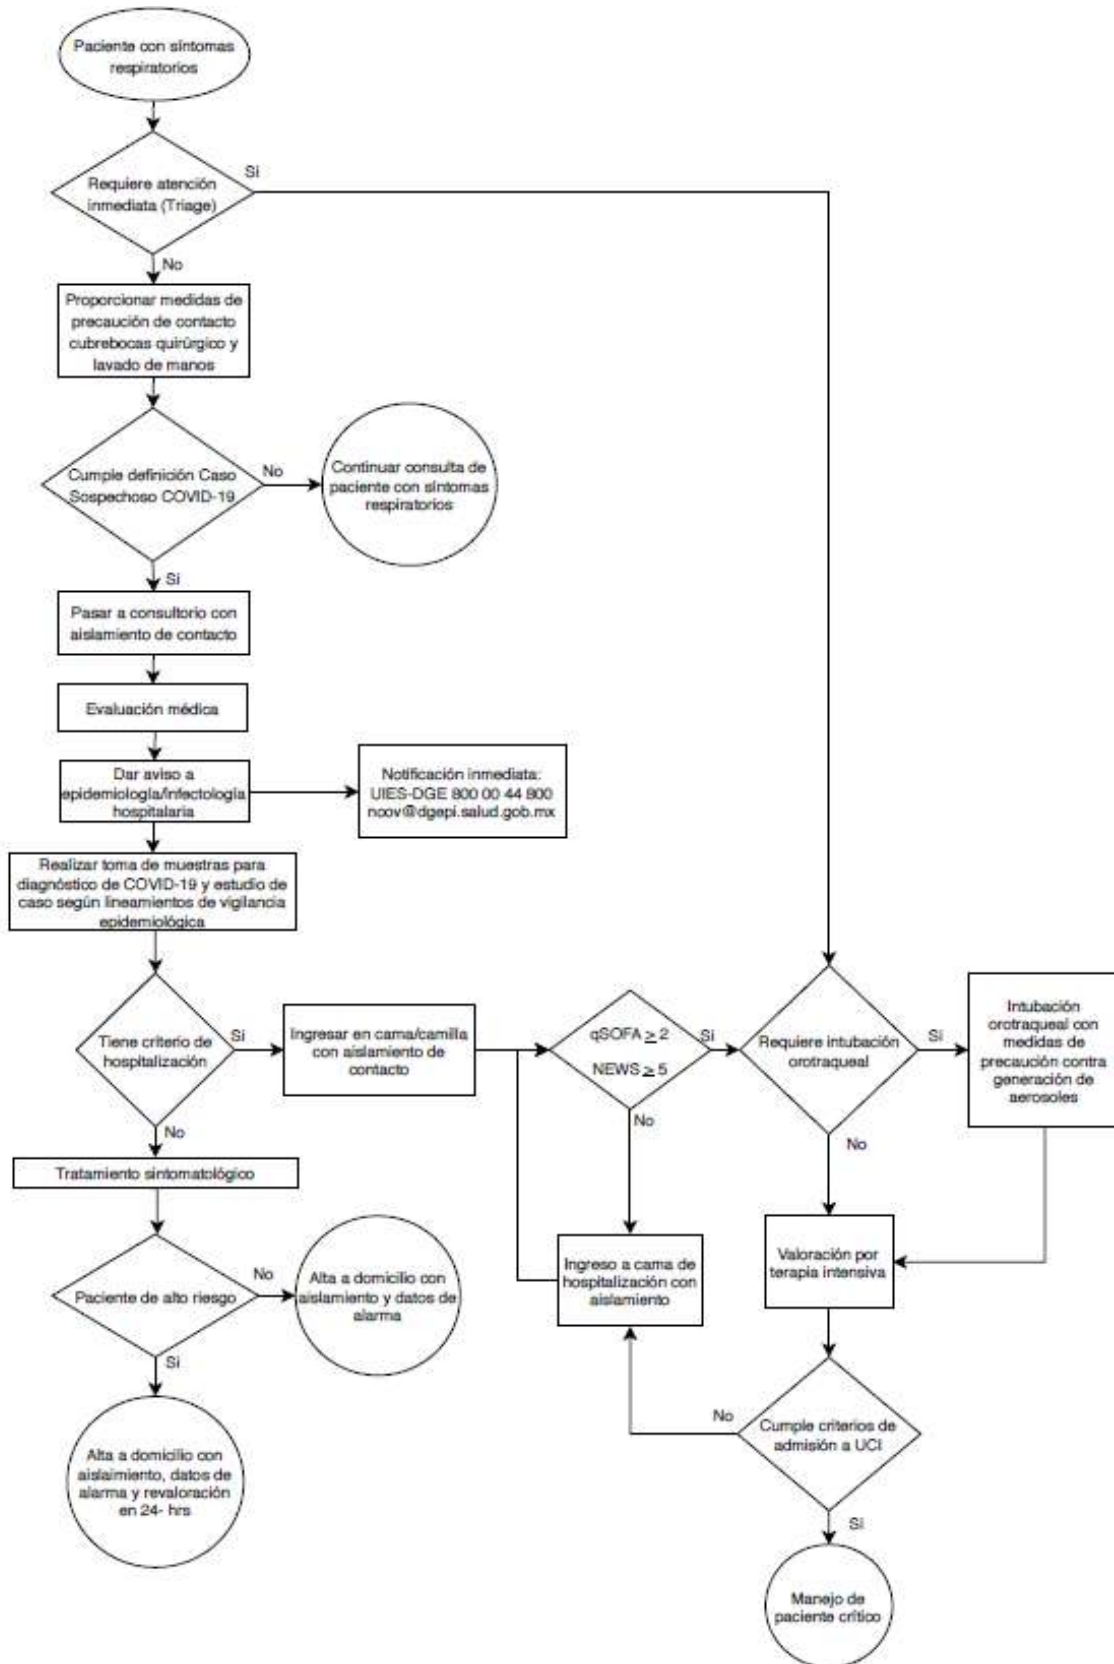 Paciente con síntomas
respiratorios
Requiere atención
inmediata (Triage)
Sí
No
Proporcionar medidas de
precaución de contacto
cubrebocas quirúrgico y
lavado de manos
Cumple definición Caso
Sospechoso COVID-19
No
Continuar consulta de
paciente con síntomas
respiratorios
Sí
Pasar a consultorio con
aislamiento de contacto
Evaluación médica
Dar aviso a
epidemiología/infectología
hospitalaria
Notificación inmediata:
UIES-DGE 800 00 44 800
ncov@dgepi.salud.gob.mx
Realizar toma de muestras para
diagnóstico de COVID-19 y estudio de
caso según lineamientos de vigilancia
epidemiológica
Tiene criterio de
hospitalización
Sí
Ingresar en cama/camilla
con aislamiento de
contacto
qSOFA ≥ 2
NEWS ≥ 5
Sí
Requiere intubación
orotraqueal
Sí
Intubación
orotraqueal con
medidas de
precaución contra
generación de
aerosoles
No
No
No
Tratamiento sintomatológico
Valoración por
terapia intensiva
Ingreso a cama de
hospitalización con
aislamiento
Paciente de alto riesgo
No
Alta a domicilio con
aislamiento y datos de
alarma
Sí
Alta a domicilio con
aislaimiento, datos de
alarma y revaloración
en 24- hrs
No
Cumple criterios de
admisión a UCI
Sí
Manejo de
paciente crítico